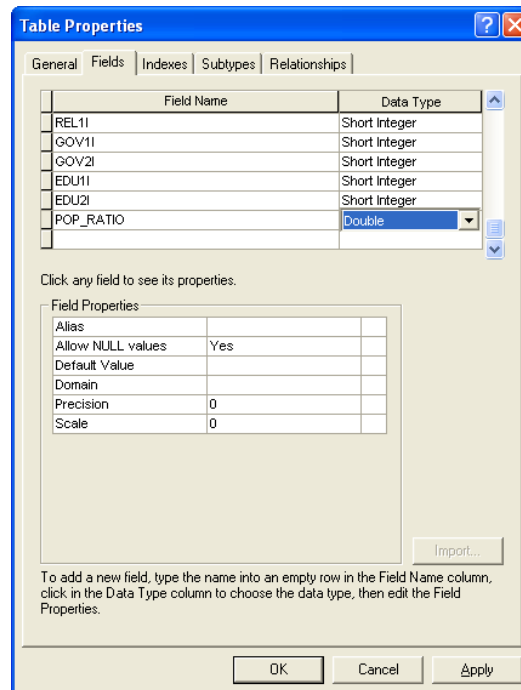 Table Properties
General Fields Indexes Subtypes Relationships
Field Name Data Type
REL1I Short Integer
GOV1I Short Integer
GOV2I Short Integer
EDU1I Short Integer
EDU2I Short Integer
POP_RATIO Double
Click any field to see its properties.
Field Properties
Alias
Allow NULL values Yes
Default Value
Domain
Precision 0
Scale 0
Import...
To add a new field, type the name into an empty row in the Field Name column,
click in the Data Type column to choose the data type, then edit the Field
Properties.
OK Cancel Apply